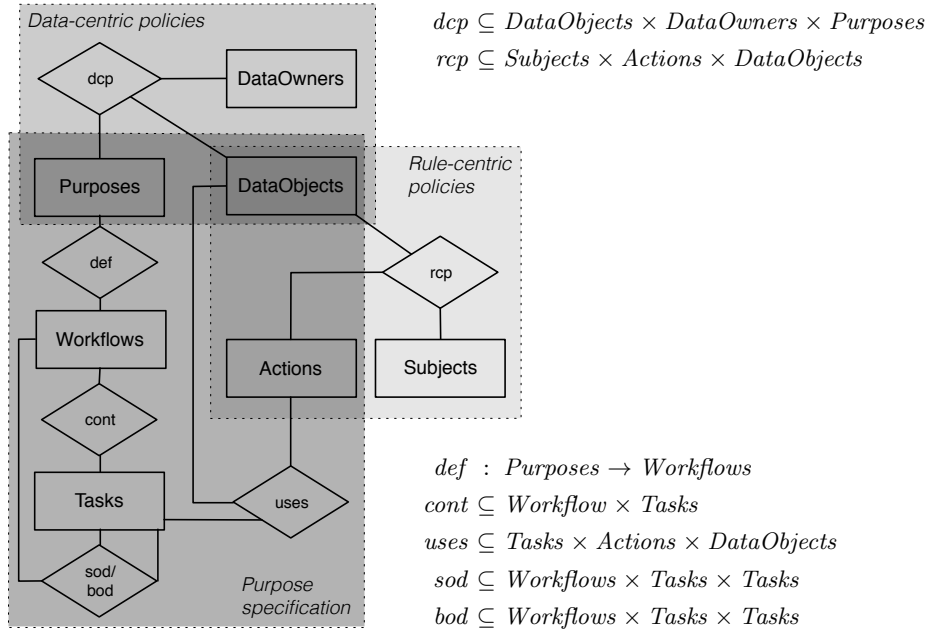 Data-centric policies
dcp
DataOwners
Purposes
DataObjects
Rule-centric
policies
def
rcp
Workflows
Actions
Subjects
cont
Tasks
uses
sod/
bod
Purpose
specification
dcp ⊆ DataObjects × DataOwners × Purposes
rcp ⊆ Subjects × Actions × DataObjects
def : Purposes → Workflows
cont ⊆ Workflow × Tasks
uses ⊆ Tasks × Actions × DataObjects
sod ⊆ Workflows × Tasks × Tasks
bod ⊆ Workflows × Tasks × Tasks